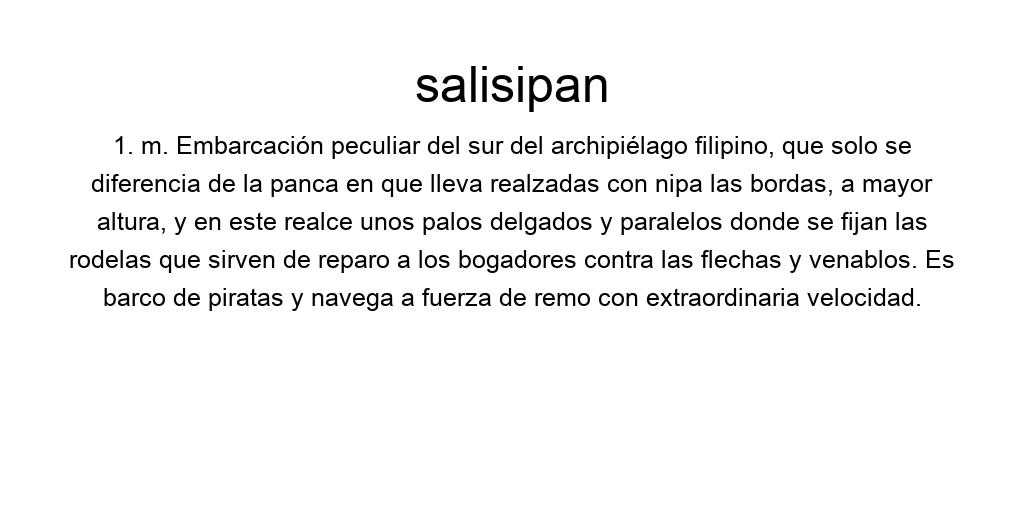 salisipan
1. m. Embarcación peculiar del sur del archipiélago filipino, que solo se
diferencia de la panca en que lleva realzadas con nipa las bordas, a mayor
altura, y en este realce unos palos delgados y paralelos donde se fijan las
rodelas que sirven de reparo a los bogadores contra las flechas y venablos. Es
barco de piratas y navega a fuerza de remo con extraordinaria velocidad.